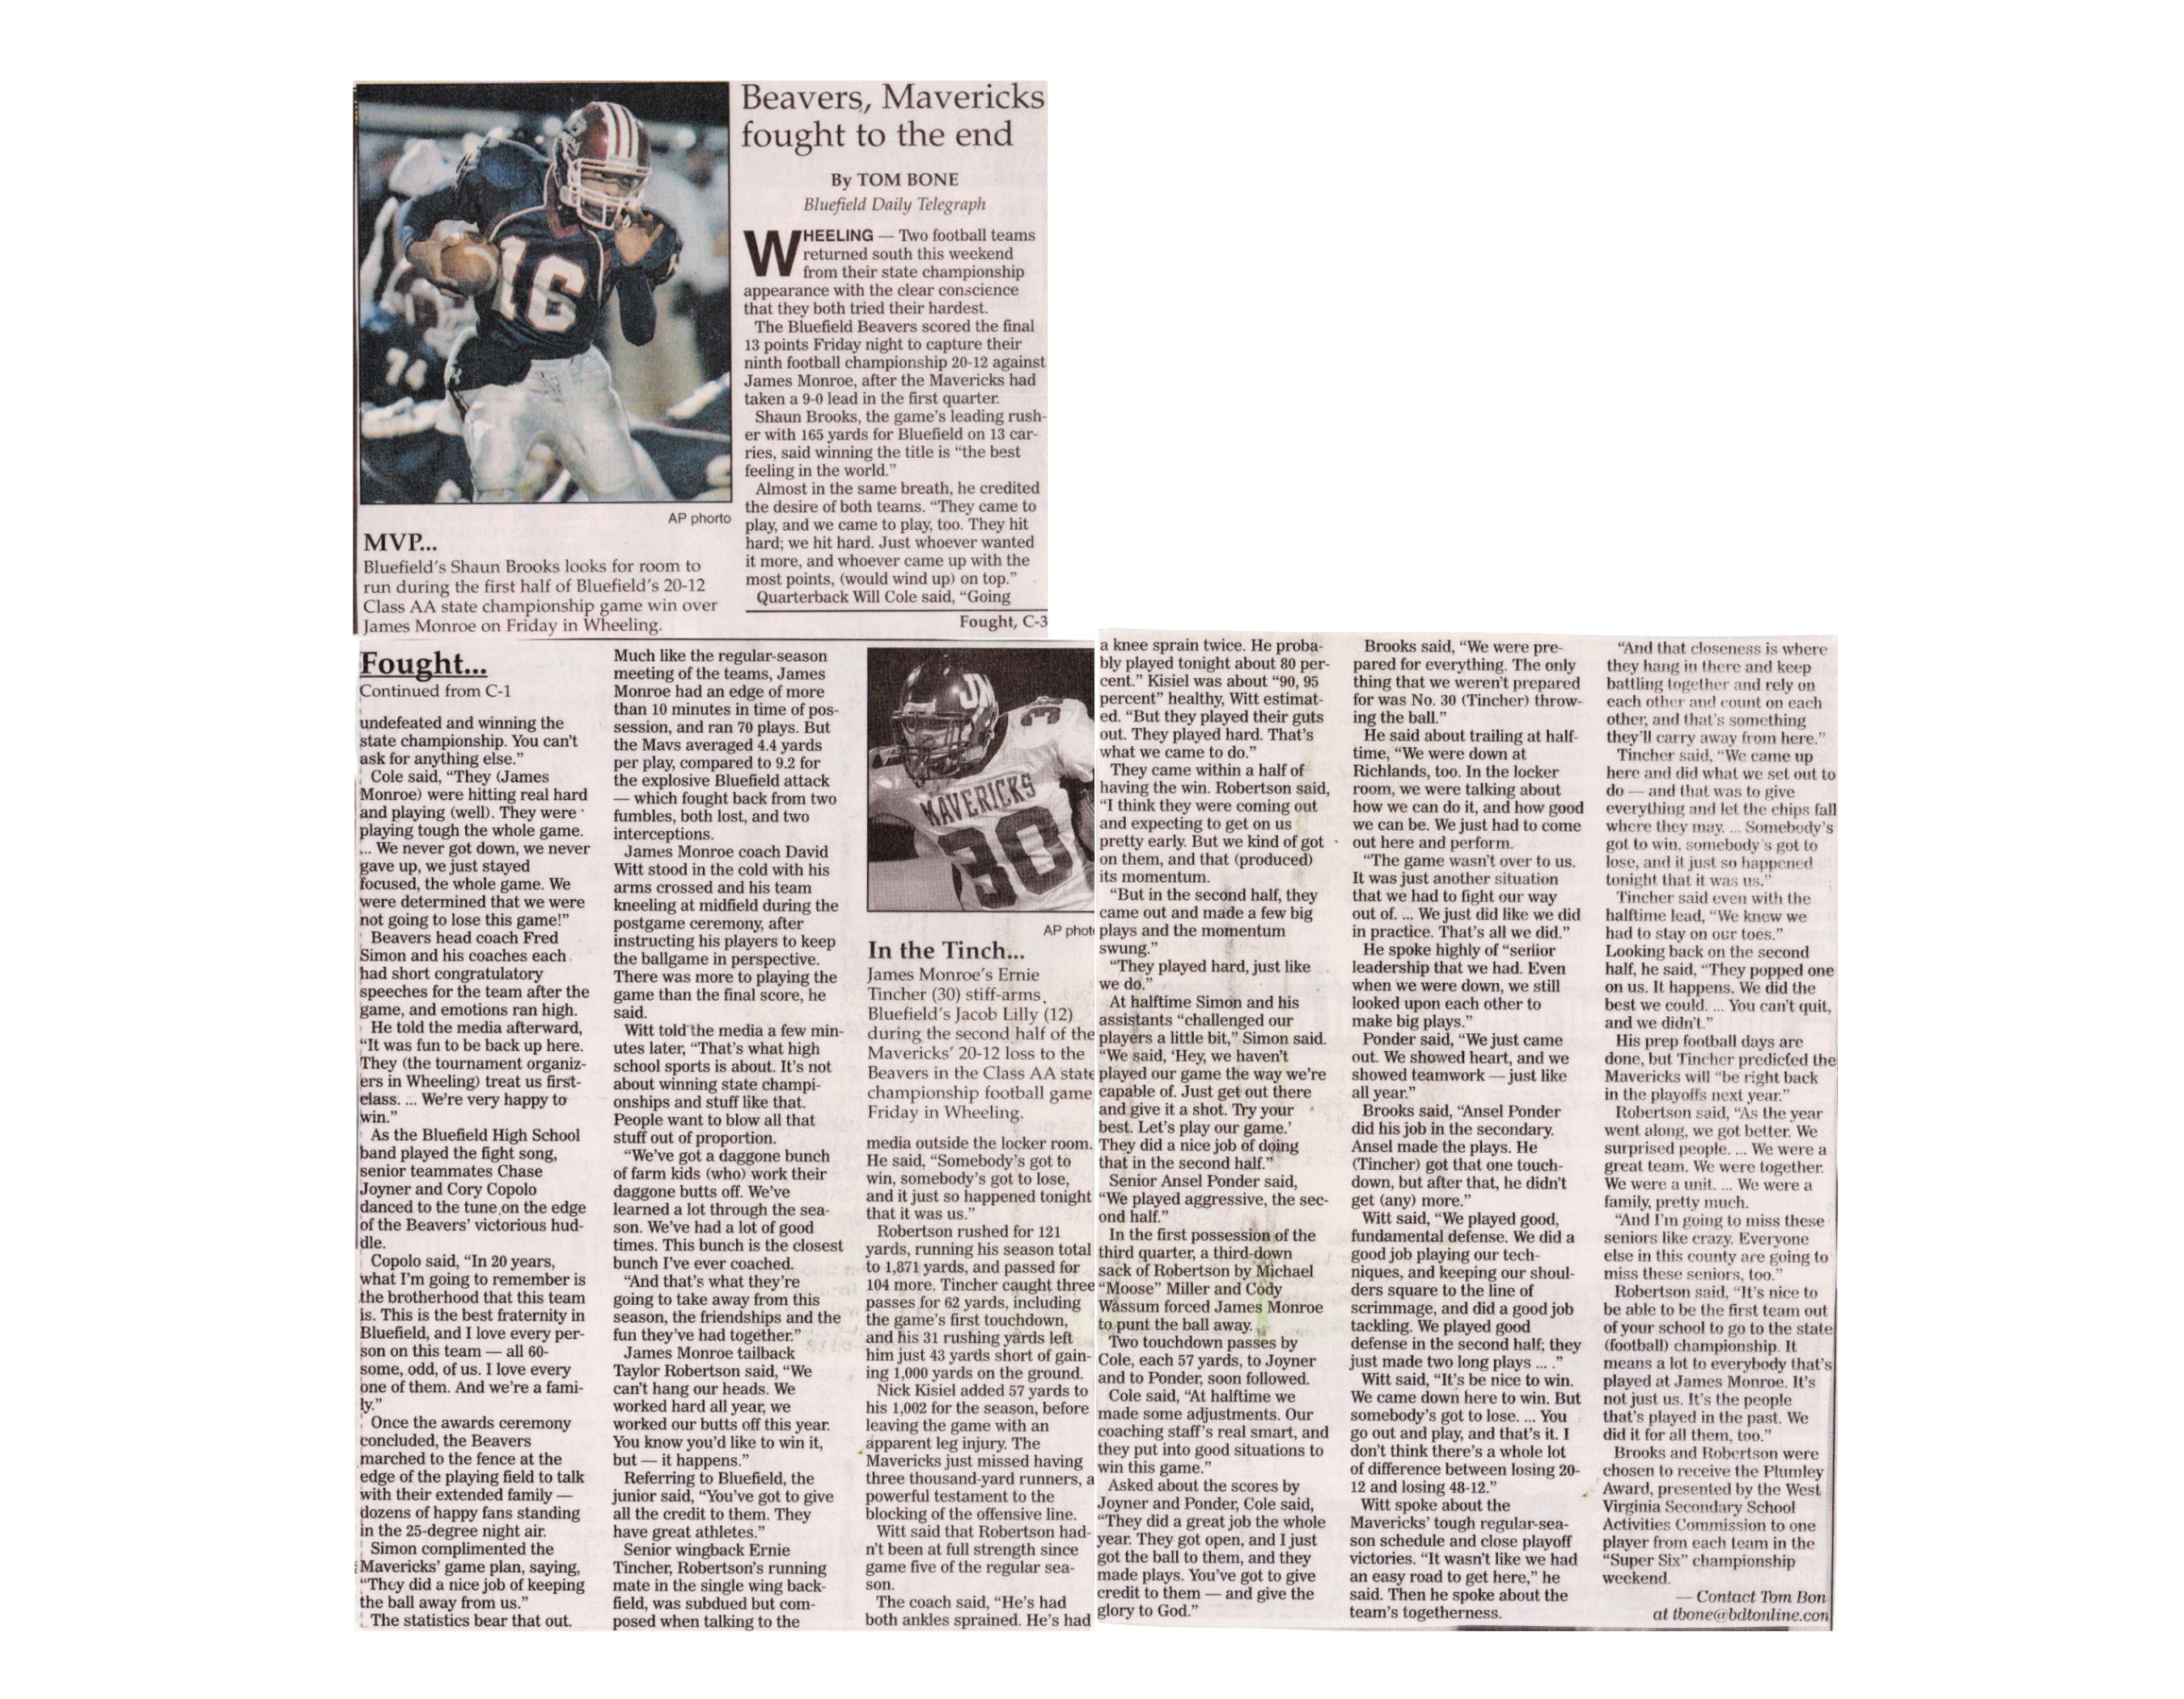 Beavers, Mavericks
fought to the end
By TOM BONE
Bluefield Daily Telegraph
WHEELING — Two football teams
returned south this weekend
from their state championship
appearance with the clear conscience
that they both tried their hardest.
The Bluefield Beavers scored the final
13 points Friday night to capture their
ninth football championship 20-12 against
James Monroe, after the Mavericks had
taken a 9-0 lead in the first quarter.
Shaun Brooks, the game's leading rush-
er with 165 yards for Bluefield on 13 car-
ries, said winning the title is "the best
feeling in the world."
Almost in the same breath, he credited
the desire of both teams. "They came to
play, and we came to play, too. They hit
hard; we hit hard. Just whoever wanted
it more, and whoever came up with the
most points, (would wind up) on top."
Quarterback Will Cole said, "Going
Fought, C-3
16
74
AP phorto
MVP...
Bluefield's Shaun Brooks looks for room to
run during the first half of Bluefield's 20-12
Class AA state championship game win over
James Monroe on Friday in Wheeling.
Fought...
Continued from C-1
undefeated and winning the
state championship. You can't
ask for anything else."
Cole said, "They (James
Monroe) were hitting real hard
and playing (well). They were
playing tough the whole game.
... We never got down, we never
gave up, we just stayed
focused, the whole game. We
were determined that we were
not going to lose this game!"
Beavers head coach Fred
Simon and his coaches each
had short congratulatory
speeches for the team after the
game, and emotions ran high.
He told the media afterward,
"It was fun to be back up here.
They (the tournament organiz-
ers in Wheeling) treat us first-
class. ... We're very happy to
win."
As the Bluefield High School
band played the fight song,
senior teammates Chase
Joyner and Cory Copolo
danced to the tune on the edge
of the Beavers' victorious hud-
dle.
Copolo said, "In 20 years,
what I'm going to remember is
the brotherhood that this team
is. This is the best fraternity in
Bluefield, and I love every per-
son on this team — all 60-
some, odd, of us. I love every
one of them. And we're a fami-
ly."
Once the awards ceremony
concluded, the Beavers
marched to the fence at the
edge of the playing field to talk
with their extended family —
dozens of happy fans standing
in the 25-degree night air.
Simon complimented the
Mavericks' game plan, saying,
"They did a nice job of keeping
the ball away from us."
The statistics bear that out.
Much like the regular-season
meeting of the teams, James
Monroe had an edge of more
than 10 minutes in time of pos-
session, and ran 70 plays. But
the Mavs averaged 4.4 yards
per play, compared to 9.2 for
the explosive Bluefield attack
— which fought back from two
fumbles, both lost, and two
interceptions.
James Monroe coach David
Witt stood in the cold with his
arms crossed and his team
kneeling at midfield during the
postgame ceremony, after
instructing his players to keep
the ballgame in perspective.
There was more to playing the
game than the final score, he
said.
Witt told the media a few min-
utes later, "That's what high
school sports is about. It's not
about winning state champi-
onships and stuff like that.
People want to blow all that
stuff out of proportion.
"We've got a daggone bunch
of farm kids (who) work their
daggone butts off. We've
learned a lot through the sea-
son. We've had a lot of good
times. This bunch is the closest
bunch I've ever coached.
"And that's what they're
going to take away from this
season, the friendships and the
fun they've had together."
James Monroe tailback
Taylor Robertson said, "We
can't hang our heads. We
worked hard all year, we
worked our butts off this year.
You know you'd like to win it,
but — it happens."
Referring to Bluefield, the
junior said, "You've got to give
all the credit to them. They
have great athletes."
Senior wingback Ernie
Tincher, Robertson's running
mate in the single wing back-
field, was subdued but com-
posed when talking to the
MAVERICKS
30
AP phot
In the Tinch...
James Monroe's Ernie
Tincher (30) stiff-arms
Bluefield's Jacob Lilly (12)
during the second half of the
Mavericks' 20-12 loss to the
Beavers in the Class AA state
championship football game
Friday in Wheeling.
media outside the locker room.
He said, "Somebody's got to
win, somebody's got to lose,
and it just so happened tonight
that it was us."
Robertson rushed for 121
yards, running his season total
to 1,871 yards, and passed for
104 more. Tincher caught three
passes for 62 yards, including
the game's first touchdown,
and his 31 rushing yards left
him just 43 yards short of gain-
ing 1,000 yards on the ground.
Nick Kisiel added 57 yards to
his 1,002 for the season, before
leaving the game with an
apparent leg injury. The
Mavericks just missed having
three thousand-yard runners, a
powerful testament to the
blocking of the offensive line.
Witt said that Robertson had-
n't been at full strength since
game five of the regular sea-
son.
The coach said, "He's had
both ankles sprained. He's had
a knee sprain twice. He proba-
bly played tonight about 80 per-
cent." Kisiel was about "90, 95
percent" healthy, Witt estimat-
ed. "But they played their guts
out. They played hard. That's
what we came to do."
They came within a half of
having the win. Robertson said,
"I think they were coming out
and expecting to get on us
pretty early. But we kind of got
on them, and that (produced)
its momentum.
"But in the second half, they
came out and made a few big
plays and the momentum
swung."
"They played hard, just like
we do."
At halftime Simon and his
assistants "challenged our
players a little bit," Simon said.
"We said, 'Hey, we haven't
played our game the way we're
capable of. Just get out there
and give it a shot. Try your
best. Let's play our game.'
They did a nice job of doing
that in the second half."
Senior Ansel Ponder said,
"We played aggressive, the sec-
ond half."
In the first possession of the
third quarter, a third-down
sack of Robertson by Michael
"Moose" Miller and Cody
Wassum forced James Monroe
to punt the ball away.
Two touchdown passes by
Cole, each 57 yards, to Joyner
and to Ponder, soon followed.
Cole said, "At halftime we
made some adjustments. Our
coaching staff's real smart, and
they put into good situations to
win this game."
Asked about the scores by
Joyner and Ponder, Cole said,
"They did a great job the whole
year. They got open, and I just
got the ball to them, and they
made plays. You've got to give
credit to them — and give the
glory to God."
Brooks said, "We were pre-
pared for everything. The only
thing that we weren't prepared
for was No. 30 (Tincher) throw-
ing the ball."
He said about trailing at half-
time, "We were down at
Richlands, too. In the locker
room, we were talking about
how we can do it, and how good
we can be. We just had to come
out here and perform.
"The game wasn't over to us.
It was just another situation
that we had to fight our way
out of. ... We just did like we did
in practice. That's all we did."
He spoke highly of "senior
leadership that we had. Even
when we were down, we still
looked upon each other to
make big plays."
Ponder said, "We just came
out. We showed heart, and we
showed teamwork — just like
all year."
Brooks said, "Ansel Ponder
did his job in the secondary.
Ansel made the plays. He
(Tincher) got that one touch-
down, but after that, he didn't
get (any) more."
Witt said, "We played good,
fundamental defense. We did a
good job playing our tech-
niques, and keeping our shoul-
ders square to the line of
scrimmage, and did a good job
tackling. We played good
defense in the second half; they
just made two long plays ... ."
Witt said, "It's be nice to win.
We came down here to win. But
somebody's got to lose. ... You
go out and play, and that's it. I
don't think there's a whole lot
of difference between losing 20-
12 and losing 48-12."
Witt spoke about the
Mavericks' tough regular-sea-
son schedule and close playoff
victories. "It wasn't like we had
an easy road to get here," he
said. Then he spoke about the
team's togetherness.
"And that closeness is where
they hang in there and keep
battling together and rely on
each other and count on each
other, and that's something
they'll carry away from here."
Tincher said, "We came up
here and did what we set out to
do — and that was to give
everything and let the chips fall
where they may. ... Somebody's
got to win, somebody's got to
lose, and it just so happened
tonight that it was us."
Tincher said even with the
halftime lead, "We knew we
had to stay on our toes."
Looking back on the second
half, he said, "They popped one
on us. It happens. We did the
best we could. ... You can't quit,
and we didn't."
His prep football days are
done, but Tincher predicted the
Mavericks will "be right back
in the playoffs next year."
Robertson said, "As the year
went along, we got better. We
surprised people. ... We were a
great team. We were together.
We were a unit. ... We were a
family, pretty much.
"And I'm going to miss these
seniors like crazy. Everyone
else in this county are going to
miss these seniors, too."
Robertson said, "It's nice to
be able to be the first team out
of your school to go to the state
(football) championship. It
means a lot to everybody that's
played at James Monroe. It's
not just us. It's the people
that's played in the past. We
did it for all them, too."
Brooks and Robertson were
chosen to receive the Plumley
Award, presented by the West
Virginia Secondary School
Activities Commission to one
player from each team in the
"Super Six" championship
weekend.
— Contact Tom Bon
at tbone@bdtonline.con